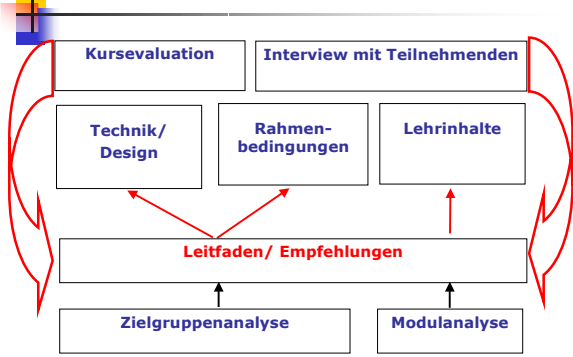 Kursevaluation
Interview mit Teilnehmenden
Technik/
Design
Rahmen-
bedingungen
Lehrinhalte
Leitfaden/ Empfehlungen
Zielgruppenanalyse
Modulanalyse